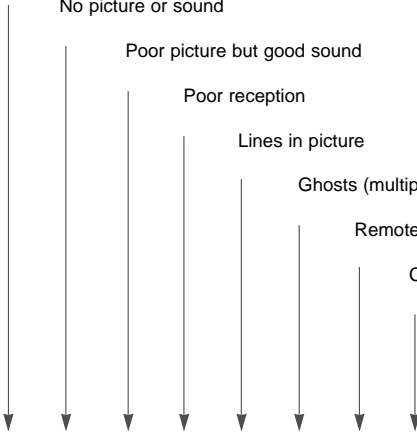 No picture or sound
Poor picture but good sound
Poor reception
Lines in picture
Ghosts (multip
Remote